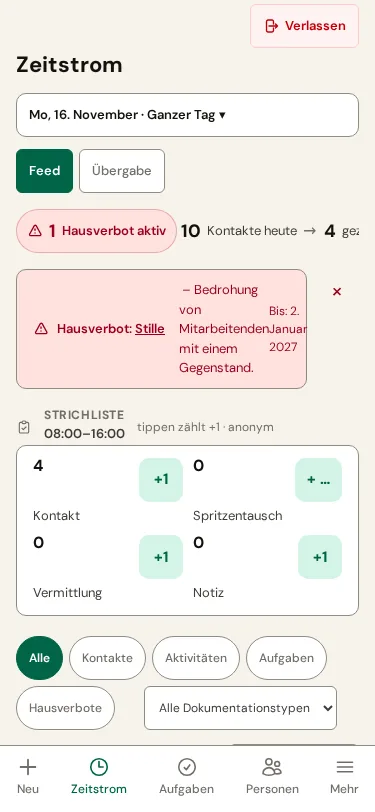 Verlassen
Zeitstrom
Mo, 16. November · Ganzer Tag ▾
Feed
Übergabe
1 Hausverbot aktiv 10 Kontakte heute → 4 gez
Hausverbot: Stille
– Bedrohung
von
Mitarbeitenden
mit einem
Gegenstand.
Bis: 2.
Januar
2027
×
STRICHLISTE
08:00–16:00
tippen zählt +1 · anonym
4 +1 0 + ...
Kontakt Spritzentausch
0 +1 0 +1
Vermittlung Notiz
Alle Kontakte Aktivitäten Aufgaben
Hausverbote Alle Dokumentationstypen
Neu Zeitstrom Aufgaben Personen Mehr